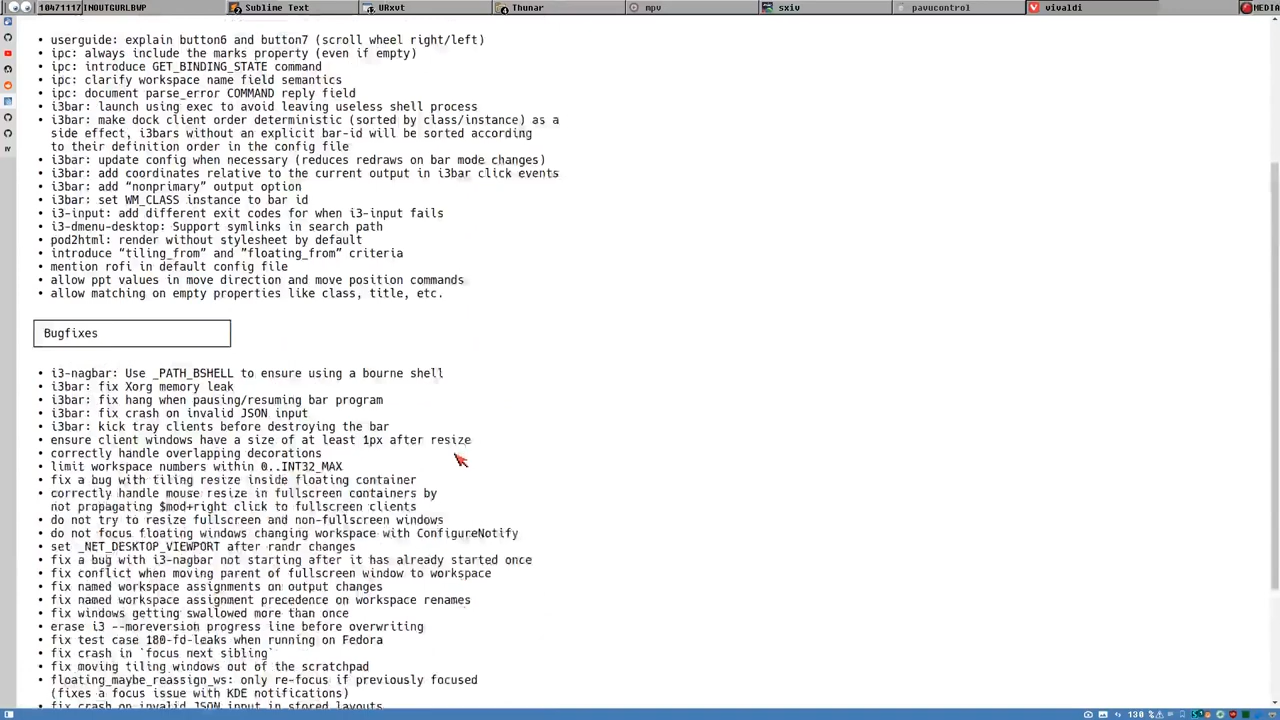 10471117 INOUTGURLBWP Sublime Text URxvt Thunar mpv sxiv pavucontrol vivaldi MEDIA
• userguide: explain button6 and button7 (scroll wheel right/left)
• ipc: always include the marks property (even if empty)
• ipc: introduce GET_BINDING_STATE command
• ipc: clarify workspace name field semantics
• ipc: document parse_error COMMAND reply field
• i3bar: launch using exec to avoid leaving useless shell process
• i3bar: make dock client order deterministic (sorted by class/instance) as a
side effect, i3bars without an explicit bar-id will be sorted according
to their definition order in the config file
• i3bar: update config when necessary (reduces redraws on bar mode changes)
• i3bar: add coordinates relative to the current output in i3bar click events
• i3bar: add “nonprimary” output option
• i3bar: set WM_CLASS instance to bar id
• i3-input: add different exit codes for when i3-input fails
• i3-dmenu-desktop: Support symlinks in search path
• pod2html: render without stylesheet by default
• introduce “tiling_from” and ”floating_from” criteria
• mention rofi in default config file
• allow ppt values in move direction and move position commands
• allow matching on empty properties like class, title, etc.
Bugfixes
• i3-nagbar: Use _PATH_BSHELL to ensure using a bourne shell
• i3bar: fix Xorg memory leak
• i3bar: fix hang when pausing/resuming bar program
• i3bar: fix crash on invalid JSON input
• i3bar: kick tray clients before destroying the bar
• ensure client windows have a size of at least 1px after resize
• correctly handle overlapping decorations
• limit workspace numbers within 0..INT32_MAX
• fix a bug with tiling resize inside floating container
• correctly handle mouse resize in fullscreen containers by
not propagating $mod+right click to fullscreen clients
• do not try to resize fullscreen and non-fullscreen windows
• do not focus floating windows changing workspace with ConfigureNotify
• set _NET_DESKTOP_VIEWPORT after randr changes
• fix a bug with i3-nagbar not starting after it has already started once
• fix conflict when moving parent of fullscreen window to workspace
• fix named workspace assignments on output changes
• fix named workspace assignment precedence on workspace renames
• fix windows getting swallowed more than once
• erase i3 --moreversion progress line before overwriting
• fix test case 180-fd-leaks when running on Fedora
• fix crash in `focus next sibling`
• fix moving tiling windows out of the scratchpad
• floating_maybe_reassign_ws: only re-focus if previously focused
(fixes a focus issue with KDE notifications)
• fix crash on invalid JSON input in stored layouts
130 %